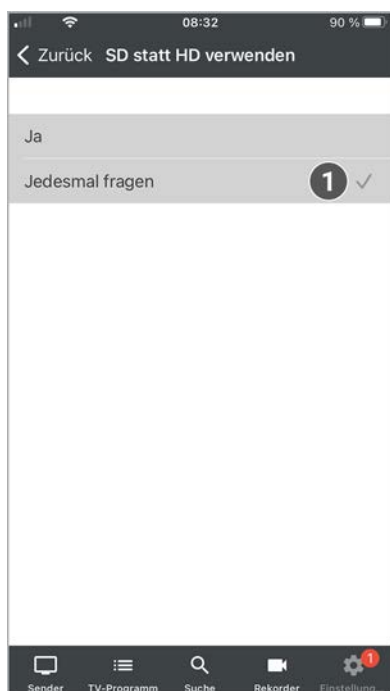 08:32 90 %
Zurück SD statt HD verwenden
Ja
Jedesmal fragen 1
1
Sender TV-Programm Suche Rekorder Einstellung